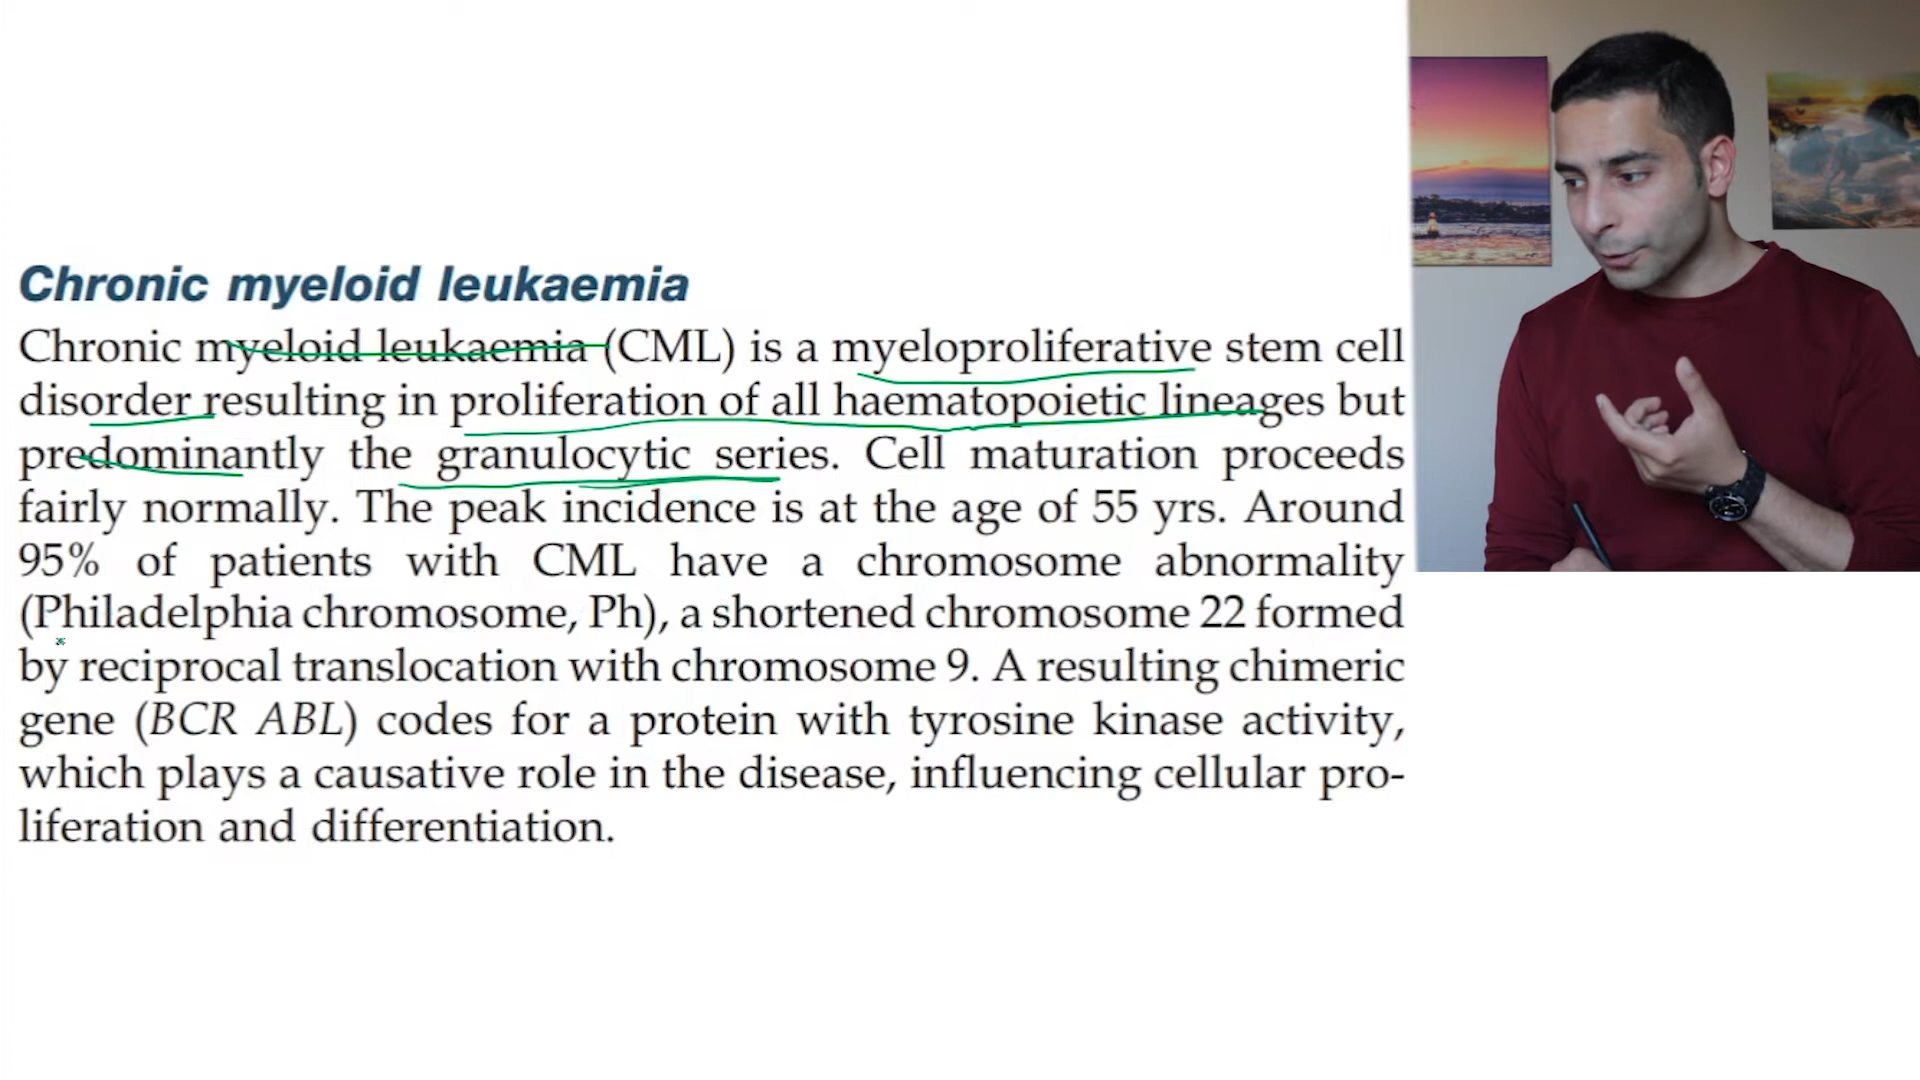 Chronic myeloid leukaemia
Chronic myeloid leukaemia (CML) is a myeloproliferative stem cell
disorder resulting in proliferation of all haematopoietic lineages but
predominantly the granulocytic series. Cell maturation proceeds
fairly normally. The peak incidence is at the age of 55 yrs. Around
95% of patients with CML have a chromosome abnormality
(Philadelphia chromosome, Ph), a shortened chromosome 22 formed
by reciprocal translocation with chromosome 9. A resulting chimeric
gene (BCR ABL) codes for a protein with tyrosine kinase activity,
which plays a causative role in the disease, influencing cellular pro-
liferation and differentiation.